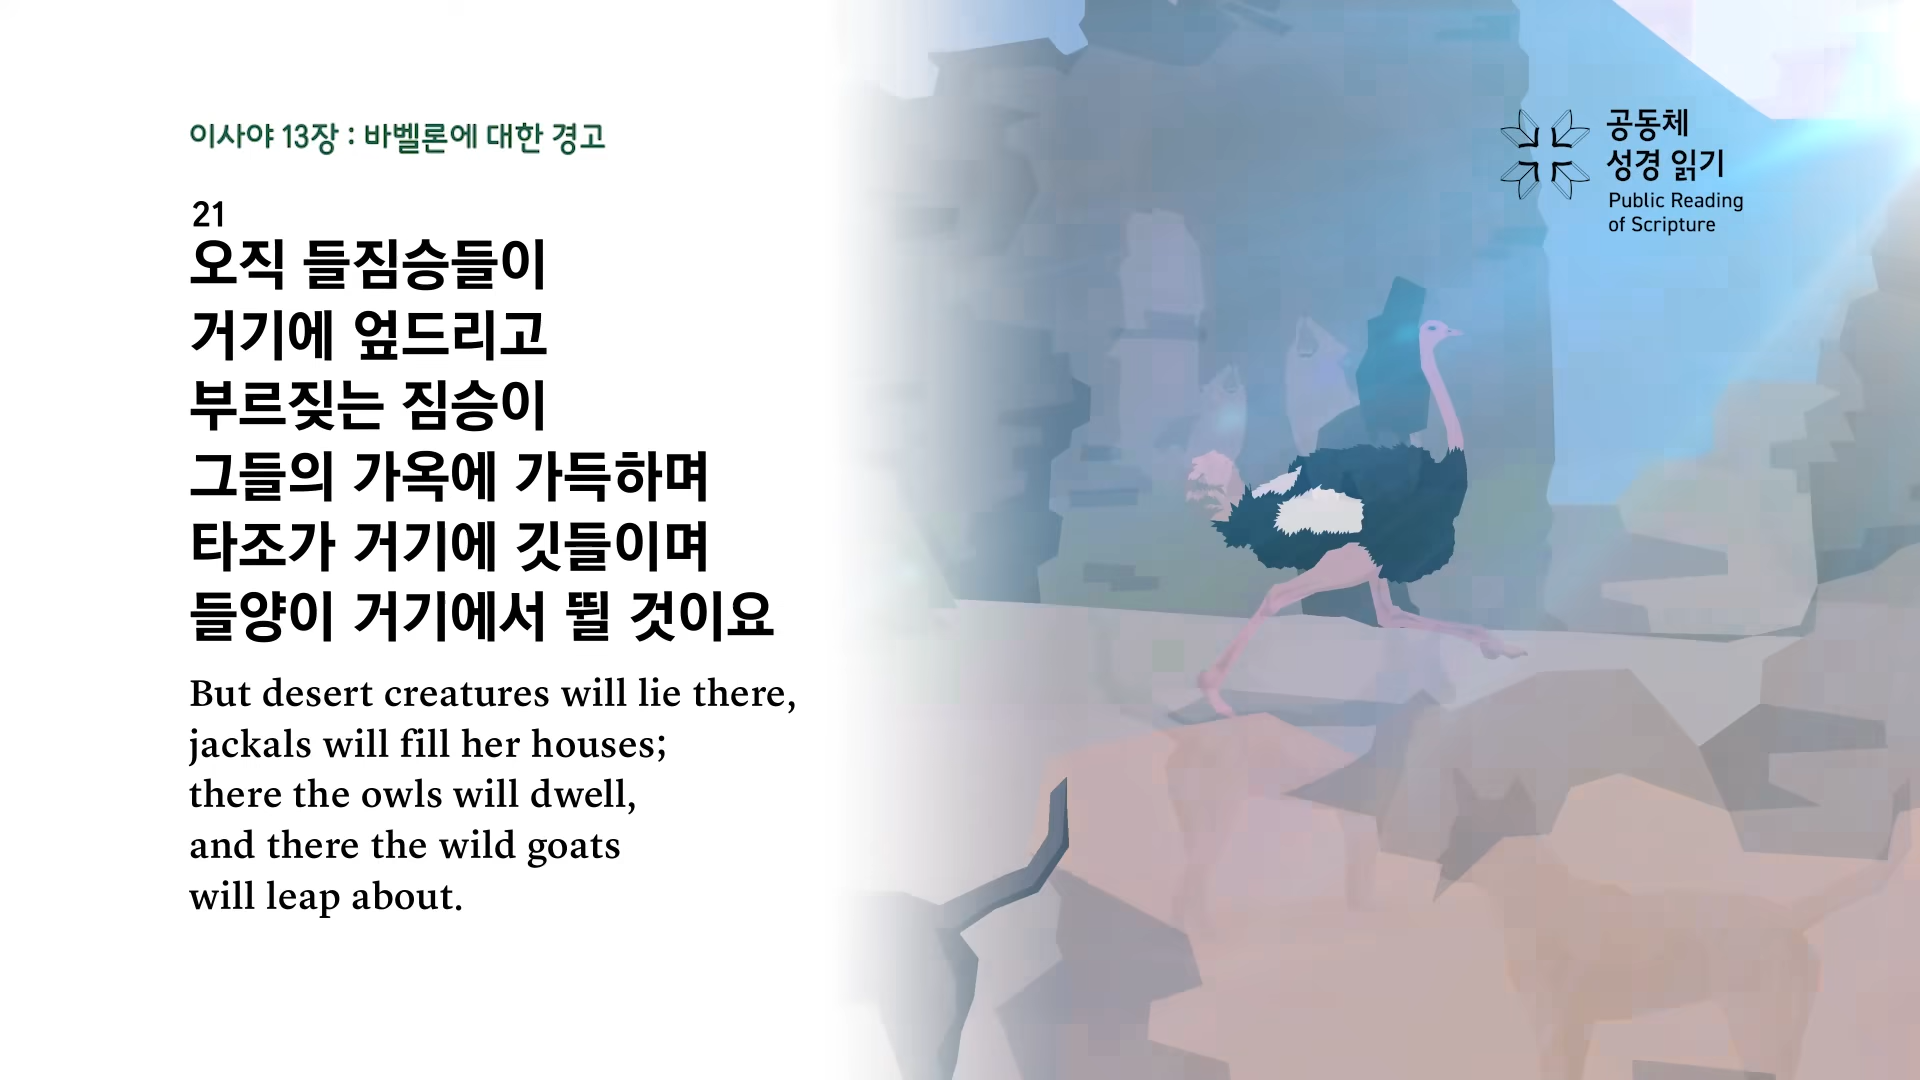 이사야 13장 : 바벨론에 대한 경고
21
오직 들짐승들이
거기에 엎드리고
부르짖는 짐승이
그들의 가옥에 가득하며
타조가 거기에 깃들이며
들양이 거기에서 뛸 것이요
But desert creatures will lie there,
jackals will fill her houses;
there the owls will dwell,
and there the wild goats
will leap about.
공동체
성경 읽기
Public Reading
of Scripture